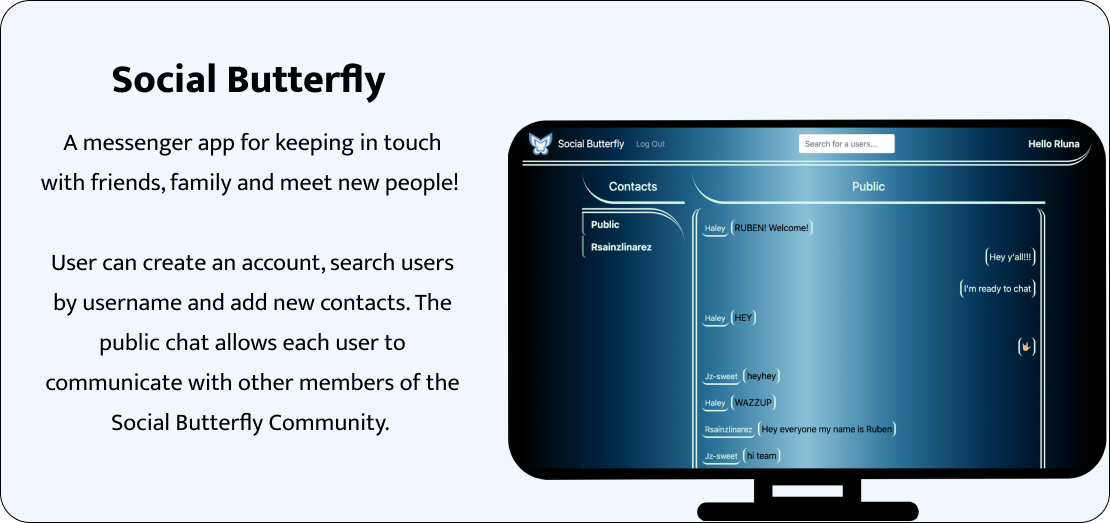 Social Butterfly
A messenger app for keeping in touch
with friends, family and meet new people!
User can create an account, search users
by username and add new contacts. The
public chat allows each user to
communicate with other members of the
Social Butterfly Community.
Social Butterfly Log Out Search for a users... Hello Rluna
Contacts
Public
Rsainzlinarez
Public
Haley RUBEN! Welcome!
Hey y'all!!!
I'm ready to chat
Haley HEY
🤟🏼
Jz-sweet heyhey
Haley WAZZUP
Rsainzlinarez Hey everyone my name is Ruben
Jz-sweet hi team